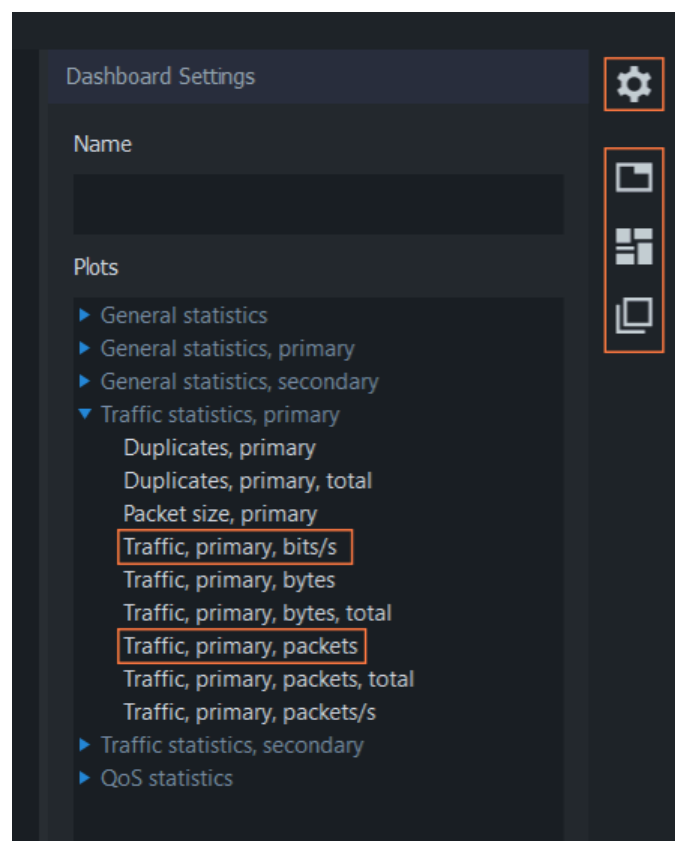 Dashboard Settings
Name
Plots
General statistics
General statistics, primary
General statistics, secondary
Traffic statistics, primary
Duplicates, primary
Duplicates, primary, total
Packet size, primary
Traffic, primary, bits/s
Traffic, primary, bytes
Traffic, primary, bytes, total
Traffic, primary, packets
Traffic, primary, packets, total
Traffic, primary, packets/s
Traffic statistics, secondary
QoS statistics